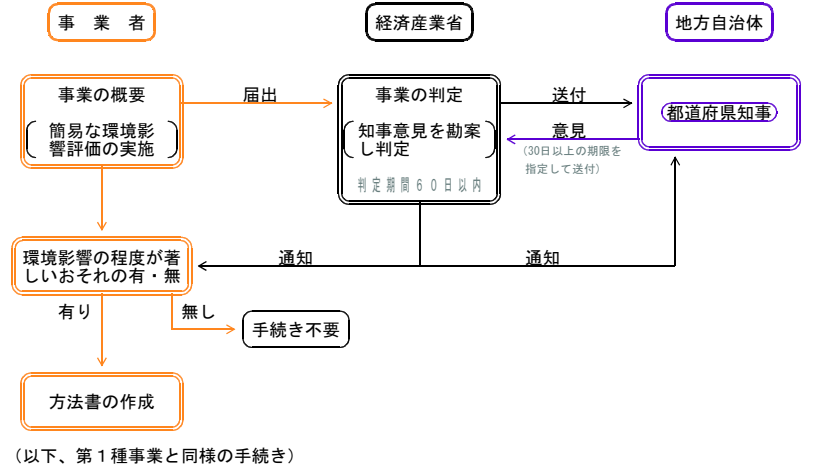 事　業　者
経済産業省
地方自治体
事業の概要
簡易な環境影
響評価の実施
届出
事業の判定
知事意見を勘案
し判定
判定期間６０日以内
送付
都道府県知事
意見
（30日以上の期限を
指定して送付）
環境影響の程度が著
しいおそれの有・無
通知
通知
有り
無し
手続き不要
方法書の作成
（以下、第１種事業と同様の手続き）